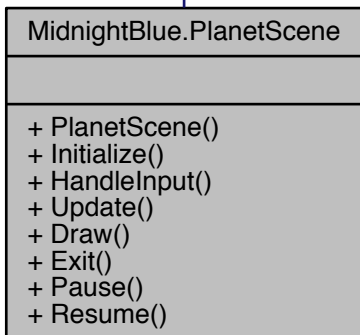 MidnightBlue.PlanetScene
+ PlanetScene()
+ Initialize()
+ HandleInput()
+ Update()
+ Draw()
+ Exit()
+ Pause()
+ Resume()